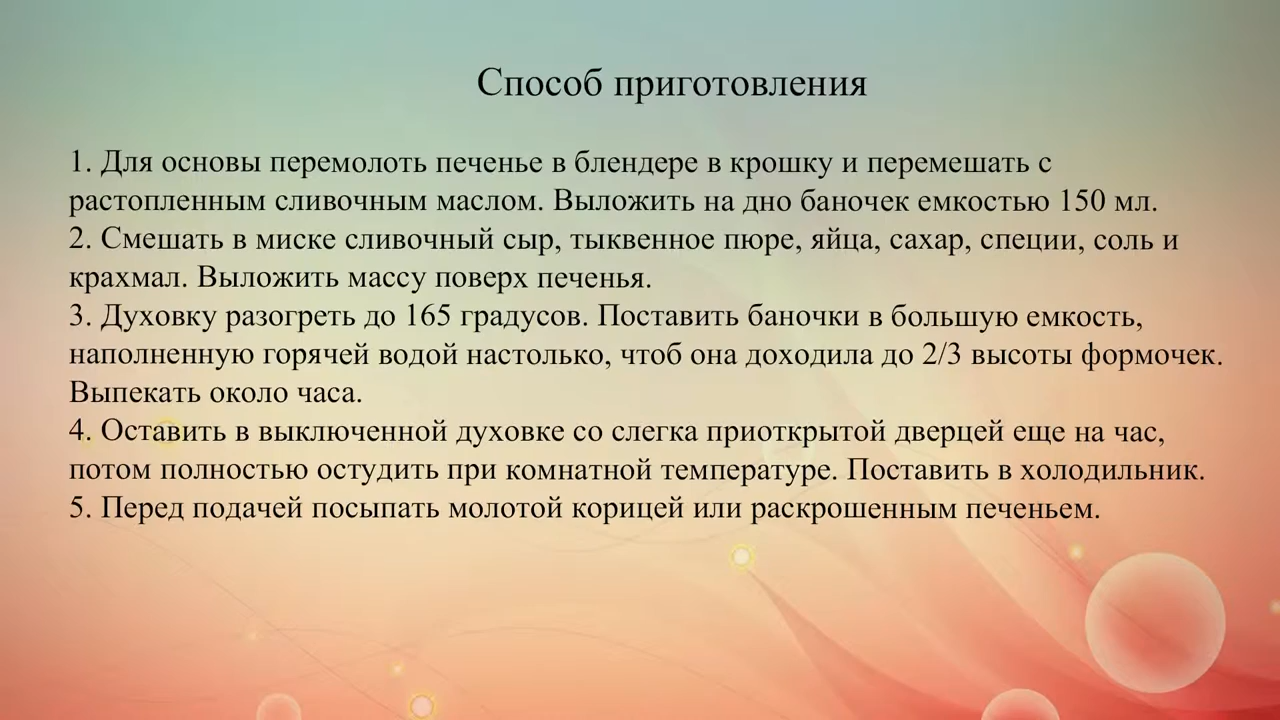 Способ приготовления
1. Для основы перемолоть печенье в блендере в крошку и перемешать с
растопленным сливочным маслом. Выложить на дно баночек емкостью 150 мл.
2. Смешать в миске сливочный сыр, тыквенное пюре, яйца, сахар, специи, соль и
крахмал. Выложить массу поверх печенья.
3. Духовку разогреть до 165 градусов. Поставить баночки в большую емкость,
наполненную горячей водой настолько, чтоб она доходила до 2/3 высоты формочек.
Выпекать около часа.
4. Оставить в выключенной духовке со слегка приоткрытой дверцей еще на час,
потом полностью остудить при комнатной температуре. Поставить в холодильник.
5. Перед подачей посыпать молотой корицей или раскрошенным печеньем.